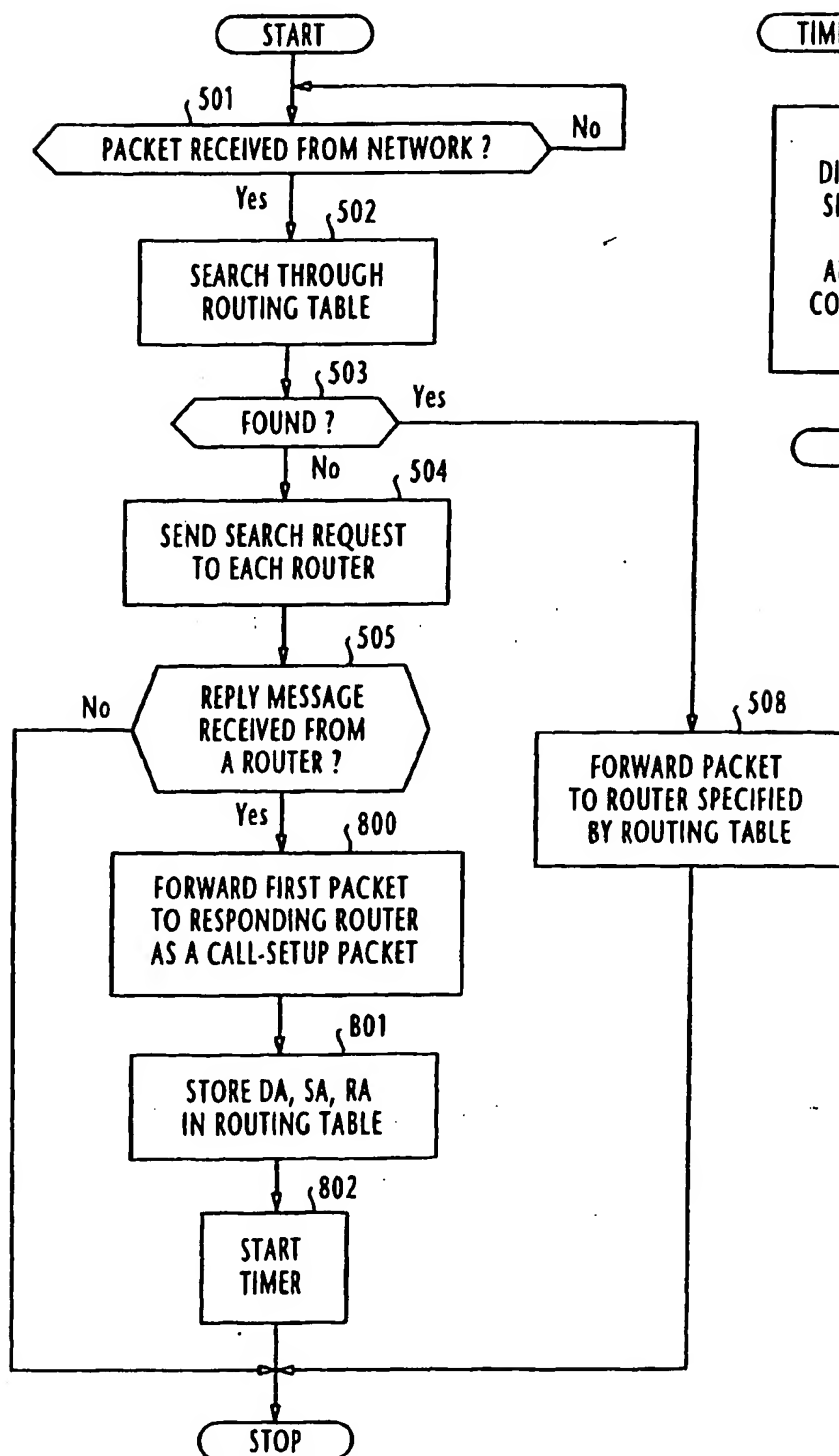 START
501
PACKET RECEIVED FROM NETWORK ?
No
Yes
502
SEARCH THROUGH
ROUTING TABLE
503
FOUND ?
Yes
No
504
SEND SEARCH REQUEST
TO EACH ROUTER
505
REPLY MESSAGE
RECEIVED FROM
A ROUTER ?
No
Yes
508
FORWARD PACKET
TO ROUTER SPECIFIED
BY ROUTING TABLE
800
FORWARD FIRST PACKET
TO RESPONDING ROUTER
AS A CALL-SETUP PACKET
801
STORE DA, SA, RA
IN ROUTING TABLE
802
START
TIMER
STOP